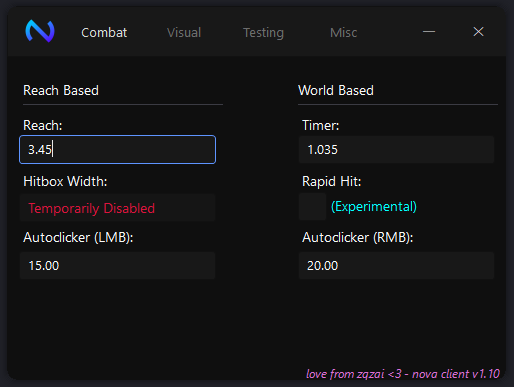 Combat Visual Testing Misc
Reach Based
Reach:
3.45
Hitbox Width:
Temporarily Disabled
Autoclicker (LMB):
15.00
World Based
Timer:
1.035
Rapid Hit:
(Experimental)
Autoclicker (RMB):
20.00
love from zqzai <3 - nova client v1.10